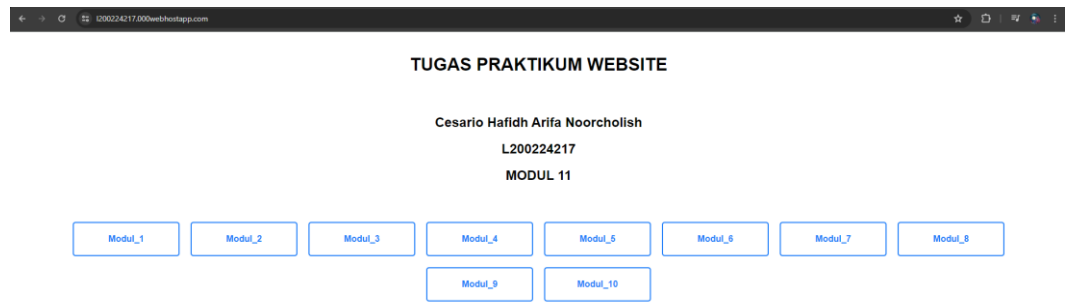 l200224217.000webhostapp.com
TUGAS PRAKTIKUM WEBSITE
Cesario Hafidh Arifa Noorcholish
L200224217
MODUL 11
Modul_1 Modul_2 Modul_3 Modul_4 Modul_5 Modul_6 Modul_7 Modul_8
Modul_9 Modul_10